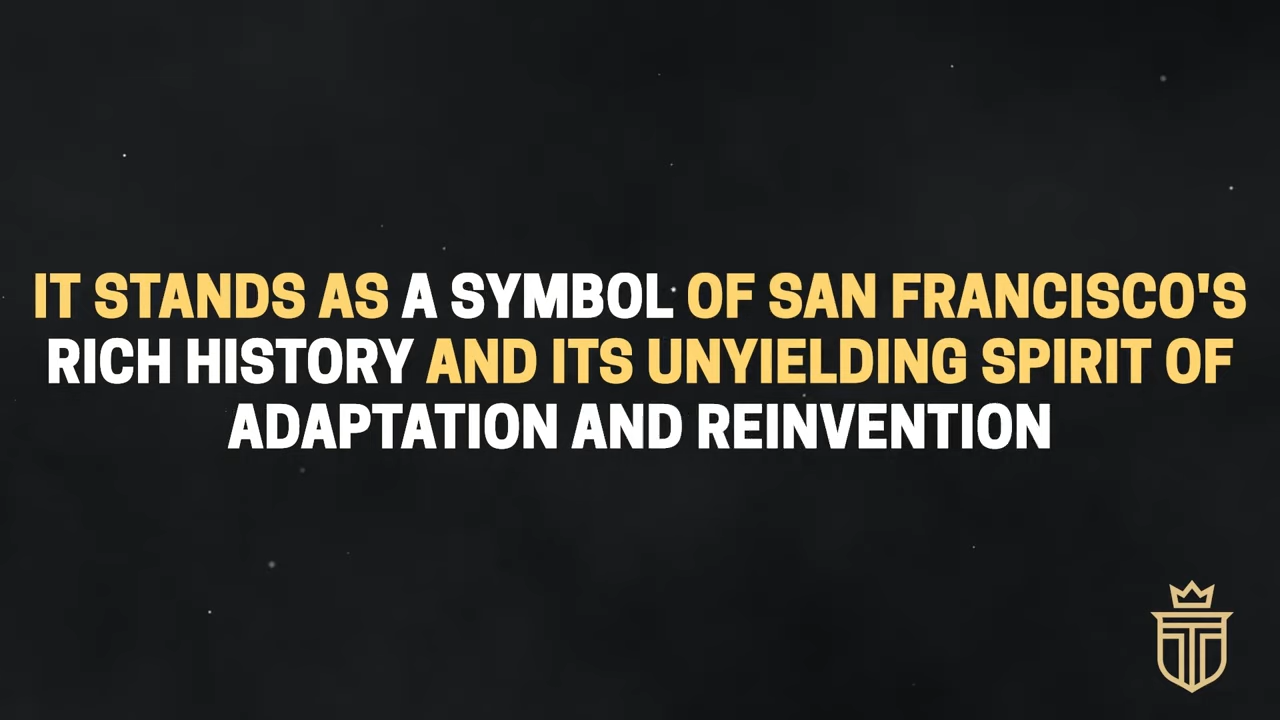 IT STANDS AS A SYMBOL OF SAN FRANCISCO'S
RICH HISTORY AND ITS UNYIELDING SPIRIT OF
ADAPTATION AND REINVENTION